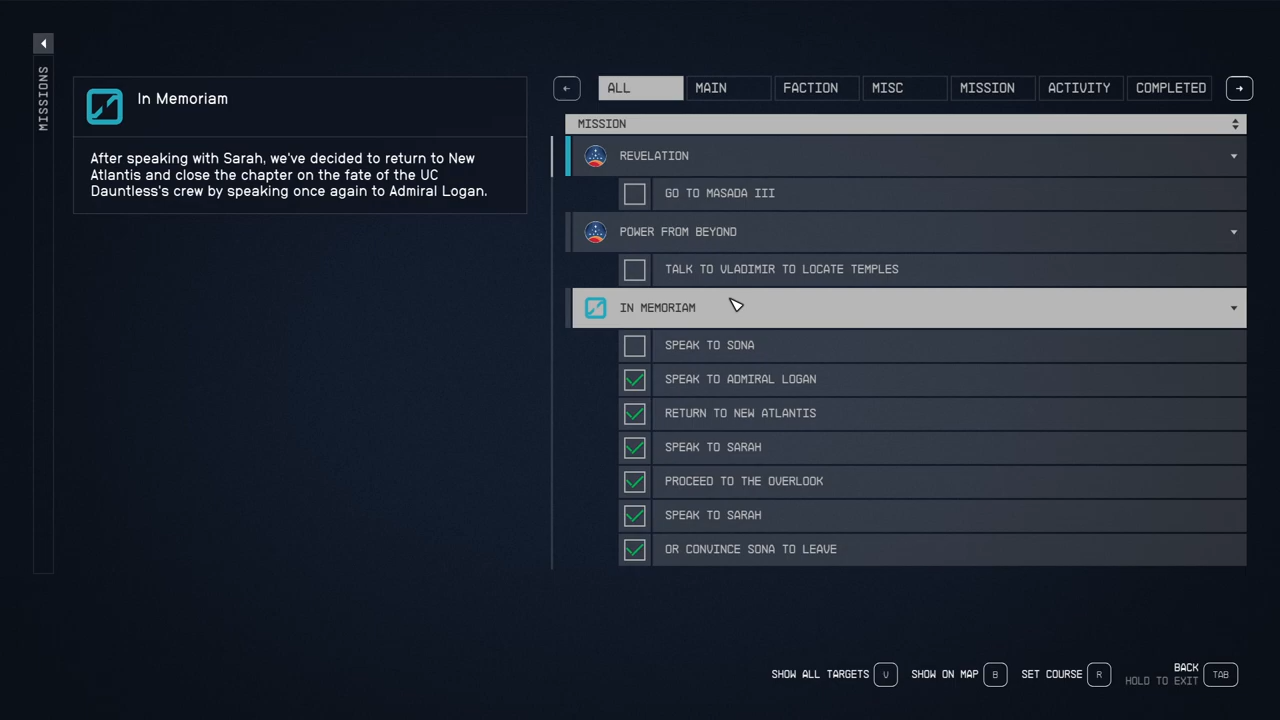 MISSIONS
In Memoriam
After speaking with Sarah, we've decided to return to New
Atlantis and close the chapter on the fate of the UC
Dauntless's crew by speaking once again to Admiral Logan.
ALL MAIN FACTION MISC MISSION ACTIVITY COMPLETED
MISSION
REVELATION
GO TO MASADA III
POWER FROM BEYOND
TALK TO VLADIMIR TO LOCATE TEMPLES
IN MEMORIAM
SPEAK TO SONA
SPEAK TO ADMIRAL LOGAN
RETURN TO NEW ATLANTIS
SPEAK TO SARAH
PROCEED TO THE OVERLOOK
SPEAK TO SARAH
OR CONVINCE SONA TO LEAVE
SHOW ALL TARGETS V SHOW ON MAP B SET COURSE R BACK TAB
HOLD TO EXIT